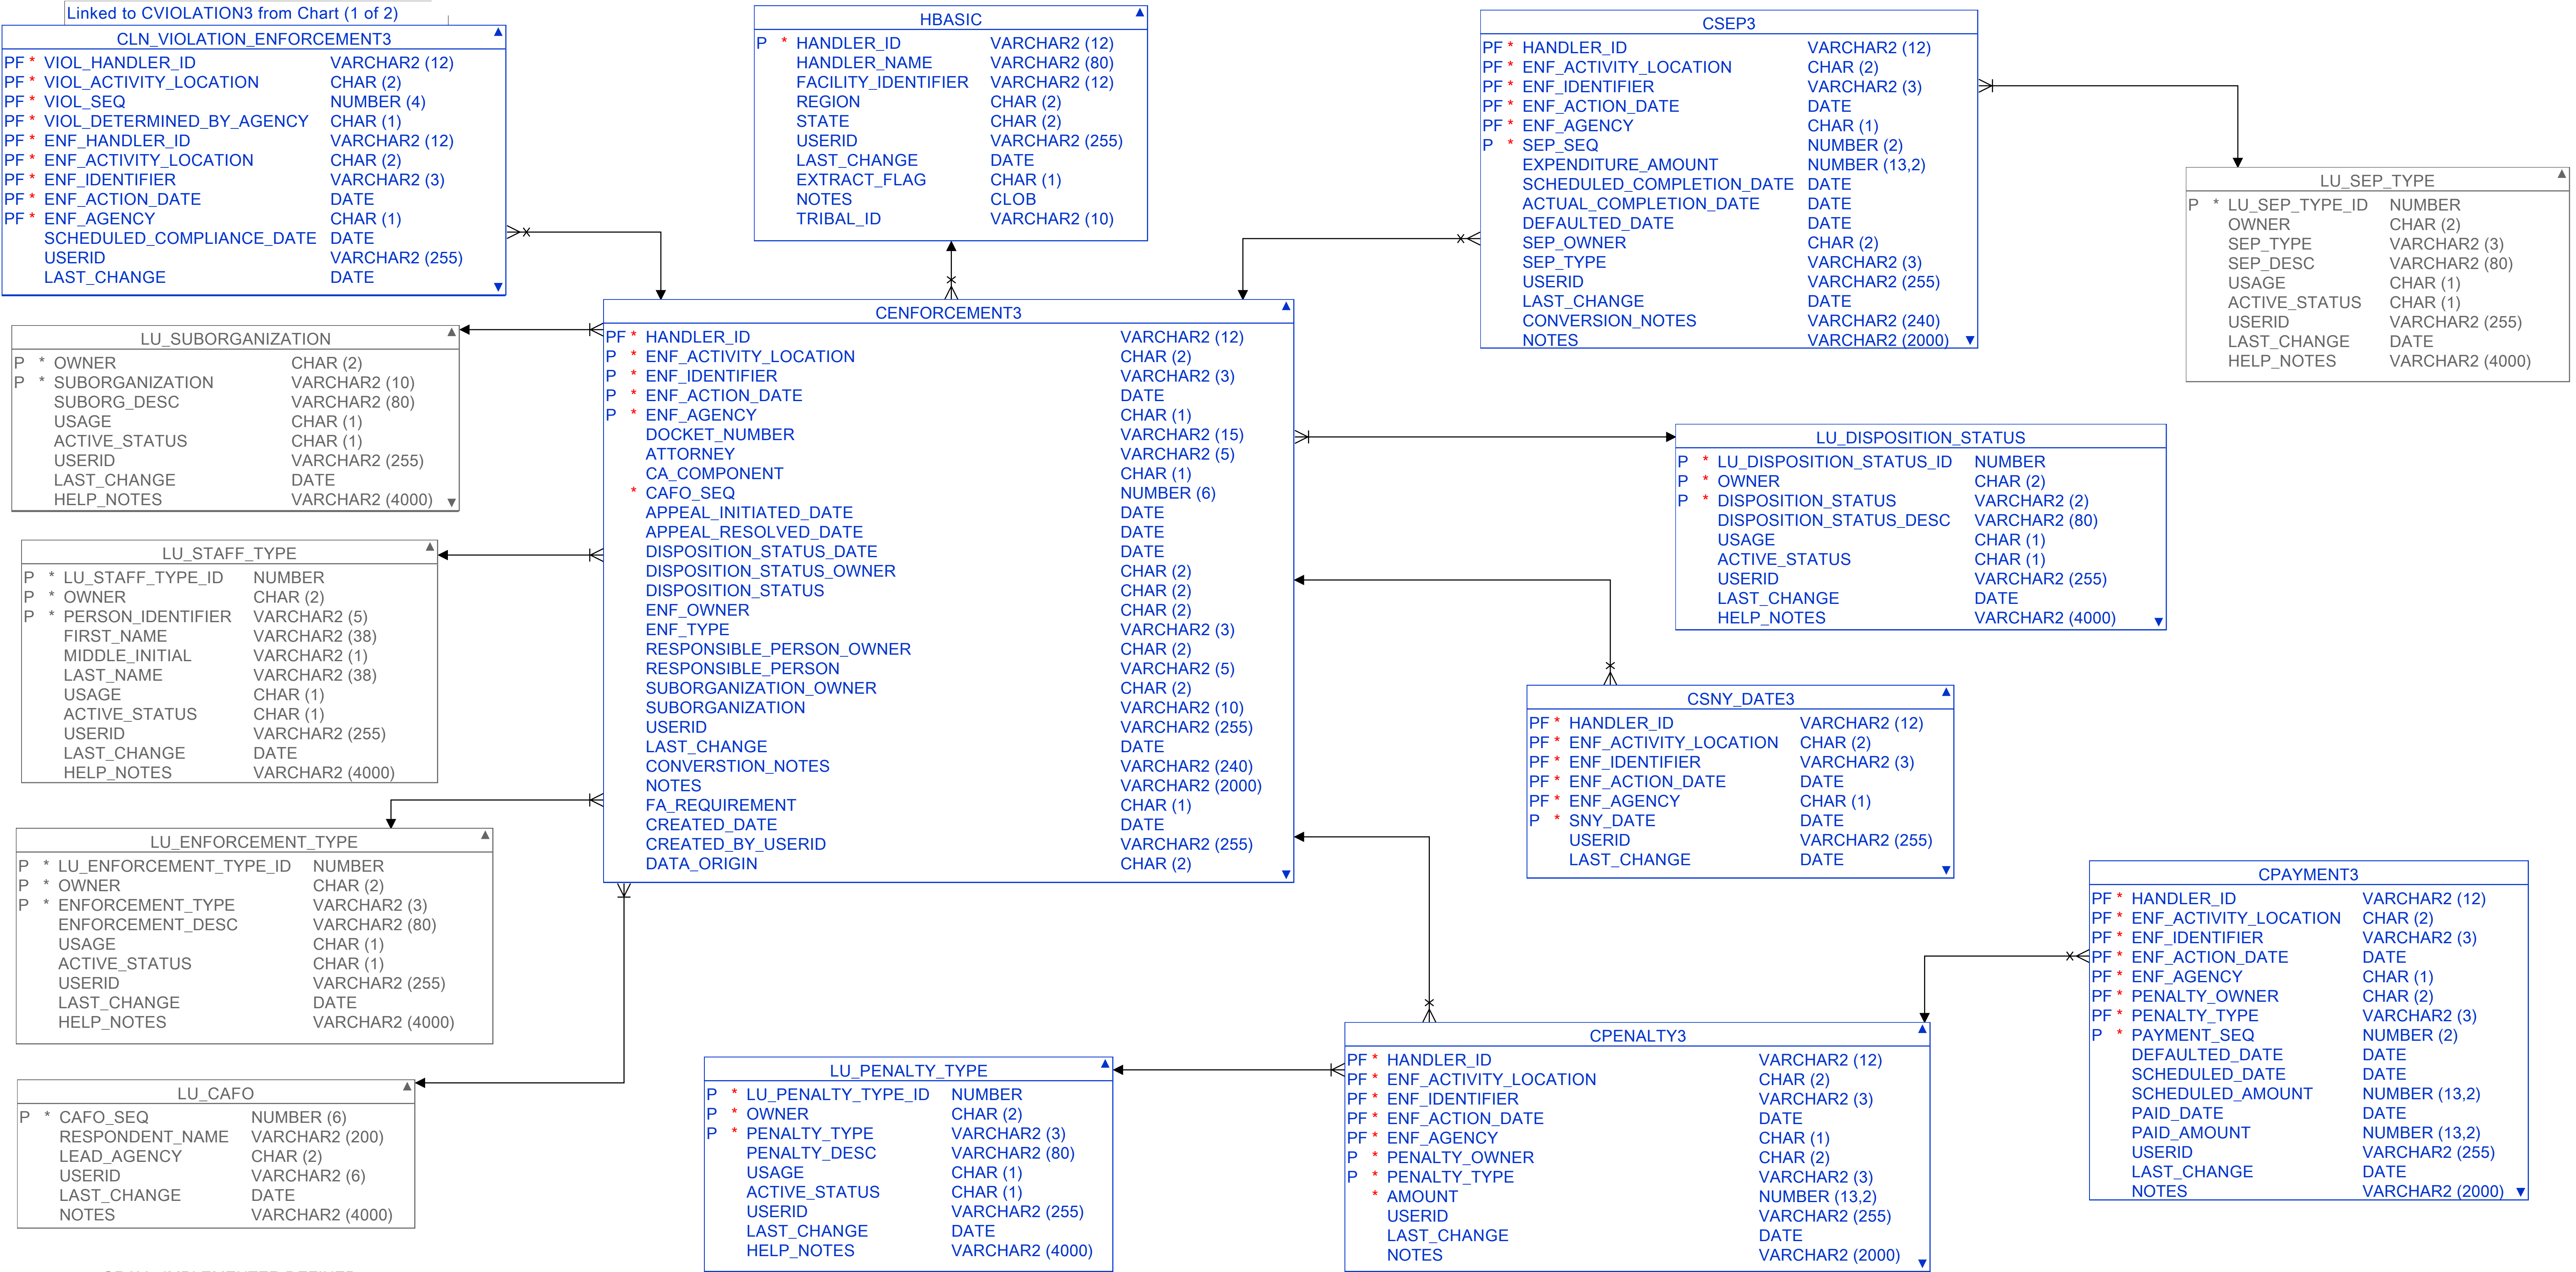 Linked to CVIOLATION3 from Chart (1 of 2)
CLN_VIOLATION_ENFORCEMENT3
PF * VIOL_HANDLER_ID VARCHAR2 (12)
PF * VIOL_ACTIVITY_LOCATION CHAR (2)
PF * VIOL_SEQ NUMBER (4)
PF * VIOL_DETERMINED_BY_AGENCY CHAR (1)
PF * ENF_HANDLER_ID VARCHAR2 (12)
PF * ENF_ACTIVITY_LOCATION CHAR (2)
PF * ENF_IDENTIFIER VARCHAR2 (3)
PF * ENF_ACTION_DATE DATE
PF * ENF_AGENCY CHAR (1)
SCHEDULED_COMPLIANCE_DATE DATE
USERID VARCHAR2 (255)
LAST_CHANGE DATE
HBASIC
P * HANDLER_ID VARCHAR2 (12)
HANDLER_NAME VARCHAR2 (80)
FACILITY_IDENTIFIER VARCHAR2 (12)
REGION CHAR (2)
STATE CHAR (2)
USERID VARCHAR2 (255)
LAST_CHANGE DATE
EXTRACT_FLAG CHAR (1)
NOTES CLOB
TRIBAL_ID VARCHAR2 (10)
CSEP3
PF * HANDLER_ID VARCHAR2 (12)
PF * ENF_ACTIVITY_LOCATION CHAR (2)
PF * ENF_IDENTIFIER VARCHAR2 (3)
PF * ENF_ACTION_DATE DATE
PF * ENF_AGENCY CHAR (1)
P * SEP_SEQ NUMBER (2)
EXPENDITURE_AMOUNT NUMBER (13,2)
SCHEDULED_COMPLETION_DATE DATE
ACTUAL_COMPLETION_DATE DATE
DEFAULTED_DATE DATE
SEP_OWNER CHAR (2)
SEP_TYPE VARCHAR2 (3)
USERID VARCHAR2 (255)
LAST_CHANGE DATE
CONVERSION_NOTES VARCHAR2 (240)
NOTES VARCHAR2 (2000)
LU_SEP_TYPE
P * LU_SEP_TYPE_ID NUMBER
OWNER CHAR (2)
SEP_TYPE VARCHAR2 (3)
SEP_DESC VARCHAR2 (80)
USAGE CHAR (1)
ACTIVE_STATUS CHAR (1)
USERID VARCHAR2 (255)
LAST_CHANGE DATE
HELP_NOTES VARCHAR2 (4000)
LU_SUBORGANIZATION
P * OWNER CHAR (2)
P * SUBORGANIZATION VARCHAR2 (10)
SUBORG_DESC VARCHAR2 (80)
USAGE CHAR (1)
ACTIVE_STATUS CHAR (1)
USERID VARCHAR2 (255)
LAST_CHANGE DATE
HELP_NOTES VARCHAR2 (4000)
CENFORCEMENT3
PF * HANDLER_ID VARCHAR2 (12)
P * ENF_ACTIVITY_LOCATION CHAR (2)
P * ENF_IDENTIFIER VARCHAR2 (3)
P * ENF_ACTION_DATE DATE
P * ENF_AGENCY CHAR (1)
DOCKET_NUMBER VARCHAR2 (15)
ATTORNEY VARCHAR2 (5)
CA_COMPONENT CHAR (1)
* CAFO_SEQ NUMBER (6)
APPEAL_INITIATED_DATE DATE
APPEAL_RESOLVED_DATE DATE
DISPOSITION_STATUS_DATE DATE
DISPOSITION_STATUS_OWNER CHAR (2)
DISPOSITION_STATUS CHAR (2)
ENF_OWNER CHAR (2)
ENF_TYPE VARCHAR2 (3)
RESPONSIBLE_PERSON_OWNER CHAR (2)
RESPONSIBLE_PERSON VARCHAR2 (5)
SUBORGANIZATION_OWNER CHAR (2)
SUBORGANIZATION VARCHAR2 (10)
USERID VARCHAR2 (255)
LAST_CHANGE DATE
CONVERSTION_NOTES VARCHAR2 (240)
NOTES VARCHAR2 (2000)
FA_REQUIREMENT CHAR (1)
CREATED_DATE DATE
CREATED_BY_USERID VARCHAR2 (255)
DATA_ORIGIN CHAR (2)
LU_DISPOSITION_STATUS
P * LU_DISPOSITION_STATUS_ID NUMBER
P * OWNER CHAR (2)
P * DISPOSITION_STATUS VARCHAR2 (2)
DISPOSITION_STATUS_DESC VARCHAR2 (80)
USAGE CHAR (1)
ACTIVE_STATUS CHAR (1)
USERID VARCHAR2 (255)
LAST_CHANGE DATE
HELP_NOTES VARCHAR2 (4000)
LU_STAFF_TYPE
P * LU_STAFF_TYPE_ID NUMBER
P * OWNER CHAR (2)
P * PERSON_IDENTIFIER VARCHAR2 (5)
FIRST_NAME VARCHAR2 (38)
MIDDLE_INITIAL VARCHAR2 (1)
LAST_NAME VARCHAR2 (38)
USAGE CHAR (1)
ACTIVE_STATUS CHAR (1)
USERID VARCHAR2 (255)
LAST_CHANGE DATE
HELP_NOTES VARCHAR2 (4000)
CSNY_DATE3
PF * HANDLER_ID VARCHAR2 (12)
PF * ENF_ACTIVITY_LOCATION CHAR (2)
PF * ENF_IDENTIFIER VARCHAR2 (3)
PF * ENF_ACTION_DATE DATE
PF * ENF_AGENCY CHAR (1)
P * SNY_DATE DATE
USERID VARCHAR2 (255)
LAST_CHANGE DATE
LU_ENFORCEMENT_TYPE
P * LU_ENFORCEMENT_TYPE_ID NUMBER
P * OWNER CHAR (2)
P * ENFORCEMENT_TYPE VARCHAR2 (3)
ENFORCEMENT_DESC VARCHAR2 (80)
USAGE CHAR (1)
ACTIVE_STATUS CHAR (1)
USERID VARCHAR2 (255)
LAST_CHANGE DATE
HELP_NOTES VARCHAR2 (4000)
CPAYMENT3
PF * HANDLER_ID VARCHAR2 (12)
PF * ENF_ACTIVITY_LOCATION CHAR (2)
PF * ENF_IDENTIFIER VARCHAR2 (3)
PF * ENF_ACTION_DATE DATE
PF * ENF_AGENCY CHAR (1)
PF * PENALTY_OWNER CHAR (2)
PF * PENALTY_TYPE VARCHAR2 (3)
P * PAYMENT_SEQ NUMBER (2)
DEFAULTED_DATE DATE
SCHEDULED_DATE DATE
SCHEDULED_AMOUNT NUMBER (13,2)
PAID_DATE DATE
PAID_AMOUNT NUMBER (13,2)
USERID VARCHAR2 (255)
LAST_CHANGE DATE
NOTES VARCHAR2 (2000)
LU_CAFO
P * CAFO_SEQ NUMBER (6)
RESPONDENT_NAME VARCHAR2 (200)
LEAD_AGENCY CHAR (2)
USERID VARCHAR2 (6)
LAST_CHANGE DATE
NOTES VARCHAR2 (4000)
LU_PENALTY_TYPE
P * LU_PENALTY_TYPE_ID NUMBER
P * OWNER CHAR (2)
P * PENALTY_TYPE VARCHAR2 (3)
PENALTY_DESC VARCHAR2 (80)
USAGE CHAR (1)
ACTIVE_STATUS CHAR (1)
USERID VARCHAR2 (255)
LAST_CHANGE DATE
HELP_NOTES VARCHAR2 (4000)
CPENALTY3
PF * HANDLER_ID VARCHAR2 (12)
PF * ENF_ACTIVITY_LOCATION CHAR (2)
PF * ENF_IDENTIFIER VARCHAR2 (3)
PF * ENF_ACTION_DATE DATE
PF * ENF_AGENCY CHAR (1)
P * PENALTY_OWNER CHAR (2)
P * PENALTY_TYPE VARCHAR2 (3)
* AMOUNT NUMBER (13,2)
USERID VARCHAR2 (255)
LAST_CHANGE DATE
NOTES VARCHAR2 (2000)